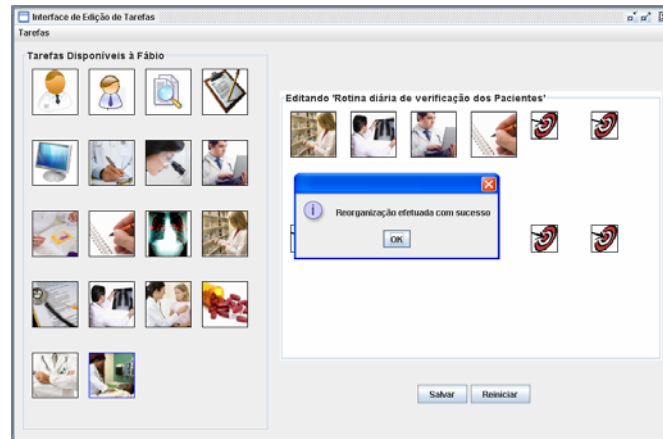 Interface de Edição de Tarefas
Tarefas
Tarefas Disponíveis à Fábio
Editando 'Rotina diária de verificação dos Pacientes'
Reorganização efetuada com sucesso
OK
Salvar
Reiniciar